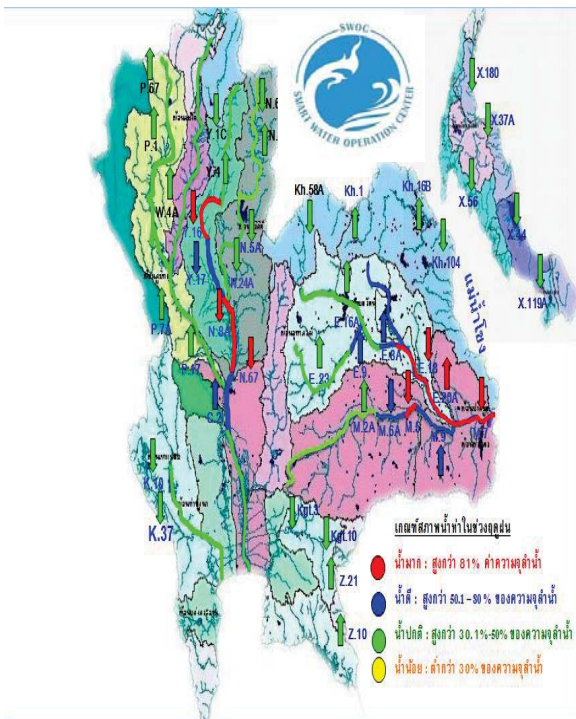 SWOC
SMART WATER OPERATION CENTER
P.67
P.1
Y.1C
Y.4
W.4A
Y.16
Y.17
N.5A
N.24A
N.8A
P.7A
P.17
N.67
C.2
K.10
K.37
Kh.58A
Kh.1
Kh.16B
Kh.104
แม่น้ำโขง
E.16A
E.8A
E.9
E.23
E.18
E.20A
M.2A
M.6A
M.5
M.9
M.7
Kgt.3
Kgt.10
Z.21
Z.10
X.180
X.37A
X.56
X.44
X.119A
เกณฑ์สภาพน้ำท่าในช่วงฤดูฝน
น้ำมาก : สูงกว่า 81% ค่าความจุลำน้ำ
น้ำดี : สูงกว่า 50.1-80 % ของความจุลำน้ำ
น้ำปกติ : สูงกว่า 30.1%-50% ของความจุลำน้ำ
น้ำน้อย : ต่ำกว่า 30% ของความจุลำน้ำ